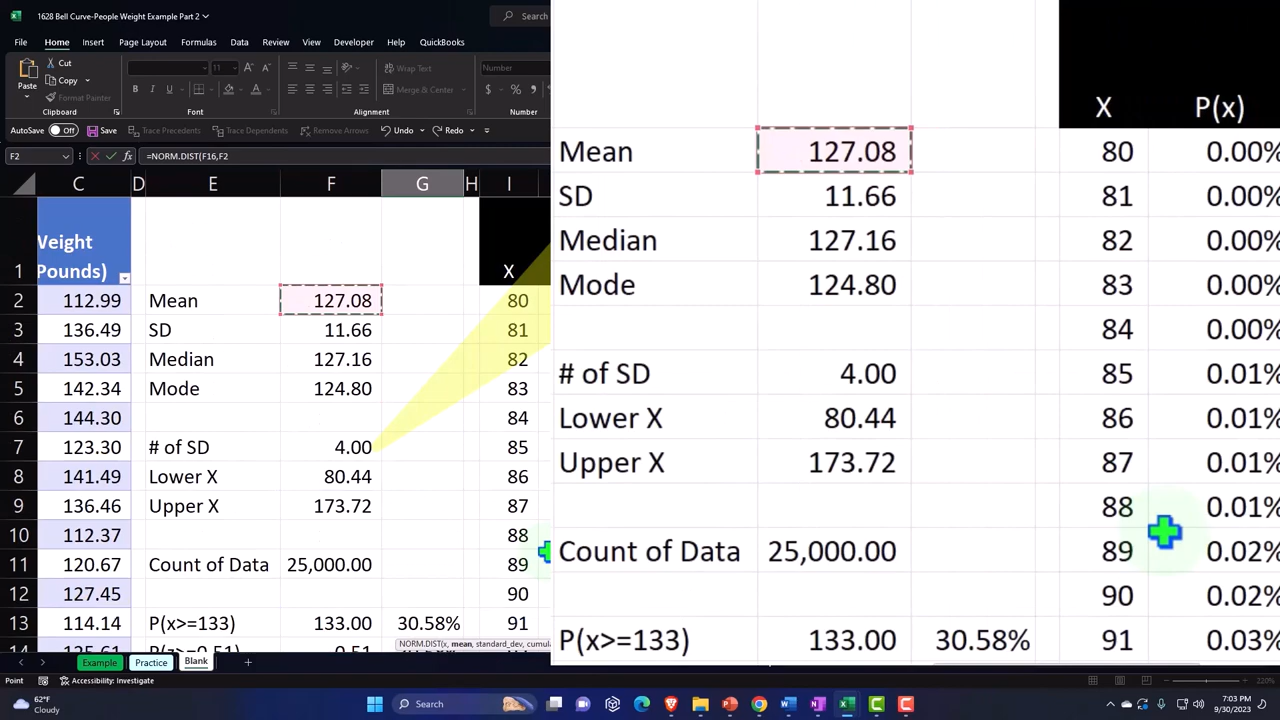 1628 Bell Curve-People Weight Example Part 2
Search
File Home Insert Page Layout Formulas Data Review View Developer Help QuickBooks
Paste Cut Copy Format Painter
Clipboard
11
Font
Wrap Text
Merge & Center
Alignment
Number
Number
AutoSave Off Save Trace Precedents Trace Dependents Remove Arrows Undo Redo
F2 =NORM.DIST(F16,F2
C D E F G H I
1 Weight Pounds) X
2 112.99 Mean 127.08 80
3 136.49 SD 11.66 81
4 153.03 Median 127.16 82
5 142.34 Mode 124.80 83
6 144.30 84
7 123.30 # of SD 4.00 85
8 141.49 Lower X 80.44 86
9 136.46 Upper X 173.72 87
10 112.37 88
11 120.67 Count of Data 25,000.00 89
12 127.45 90
13 114.14 P(x>=133) 133.00 30.58% 91
NORM.DIST(x, mean, standard_dev, cumula
14 125.61 P(z>=0.51) 0.51
Example Practice Blank
Point Accessibility: Investigate
220%
X P(x)
Mean 127.08 80 0.00%
SD 11.66 81 0.00%
Median 127.16 82 0.00%
Mode 124.80 83 0.00%
84 0.00%
# of SD 4.00 85 0.01%
Lower X 80.44 86 0.01%
Upper X 173.72 87 0.01%
88 0.01%
Count of Data 25,000.00 89 0.02%
90 0.02%
P(x>=133) 133.00 30.58% 91 0.03%
62°F
Cloudy
Search
7:03 PM
9/30/2023